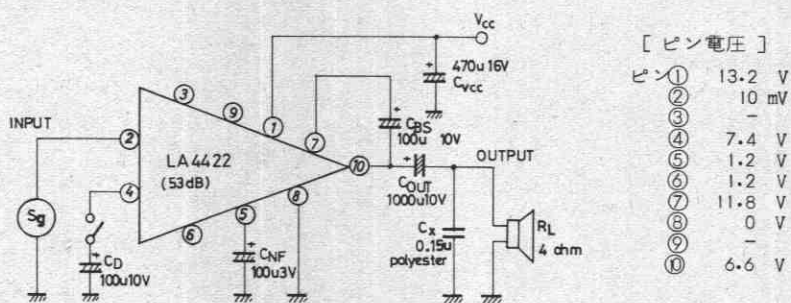 Vcc
470u16V
Cvcc
CBS
100u 10V
INPUT
③
⑨
①
⑦
②
LA4422
(53dB)
⑩
OUTPUT
COUT
1000u10V
④
⑧
⑤
⑥
Sg
CD
100u10V
CNF
100u3V
Cx
0.15u
polyester
RL
4 ohm
[ ピン電圧 ]
ピン① 13.2 V
② 10 mV
③ -
④ 7.4 V
⑤ 1.2 V
⑥ 1.2 V
⑦ 11.8 V
⑧ 0 V
⑨ -
⑩ 6.6 V